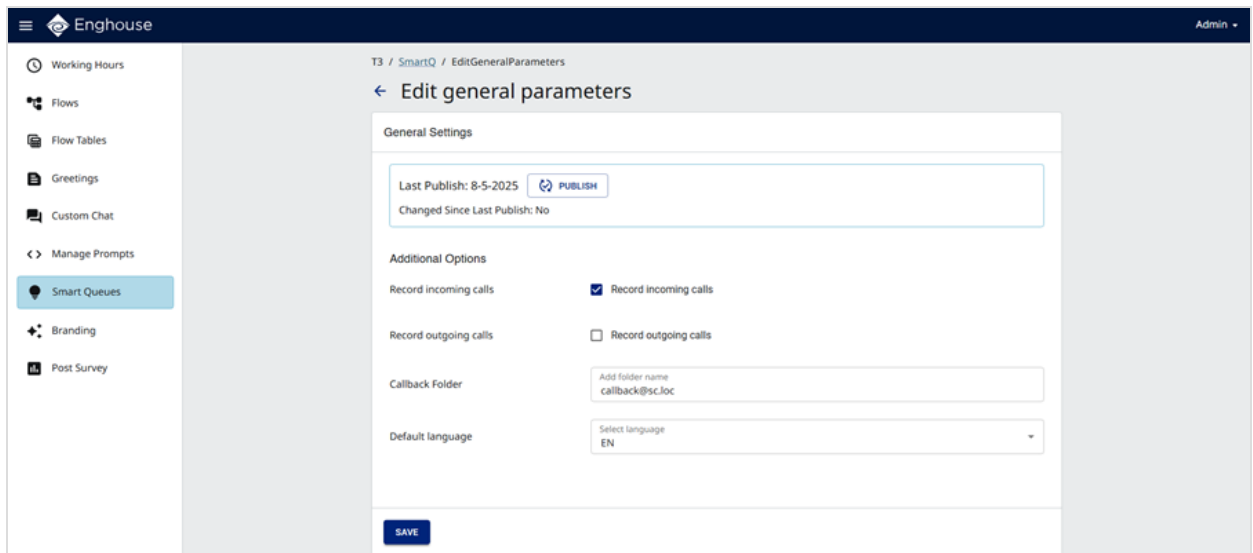 Enghouse
Admin
Working Hours
Flows
Flow Tables
Greetings
Custom Chat
Manage Prompts
Smart Queues
Branding
Post Survey
T3 / SmartQ / EditGeneralParameters
Edit general parameters
General Settings
Last Publish: 8-5-2025 PUBLISH
Changed Since Last Publish: No
Additional Options
Record incoming calls Record incoming calls
Record outgoing calls Record outgoing calls
Callback Folder
Add folder name
callback@sc.loc
Default language
Select language
EN
SAVE